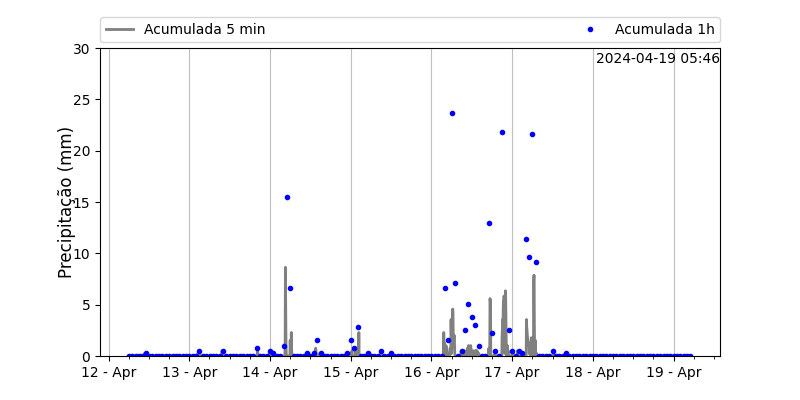 Acumulada 5 min
Acumulada 1h
2024-04-19 05:46
Precipitação (mm)
30
25
20
15
10
5
0
12 - Apr
13 - Apr
14 - Apr
15 - Apr
16 - Apr
17 - Apr
18 - Apr
19 - Apr